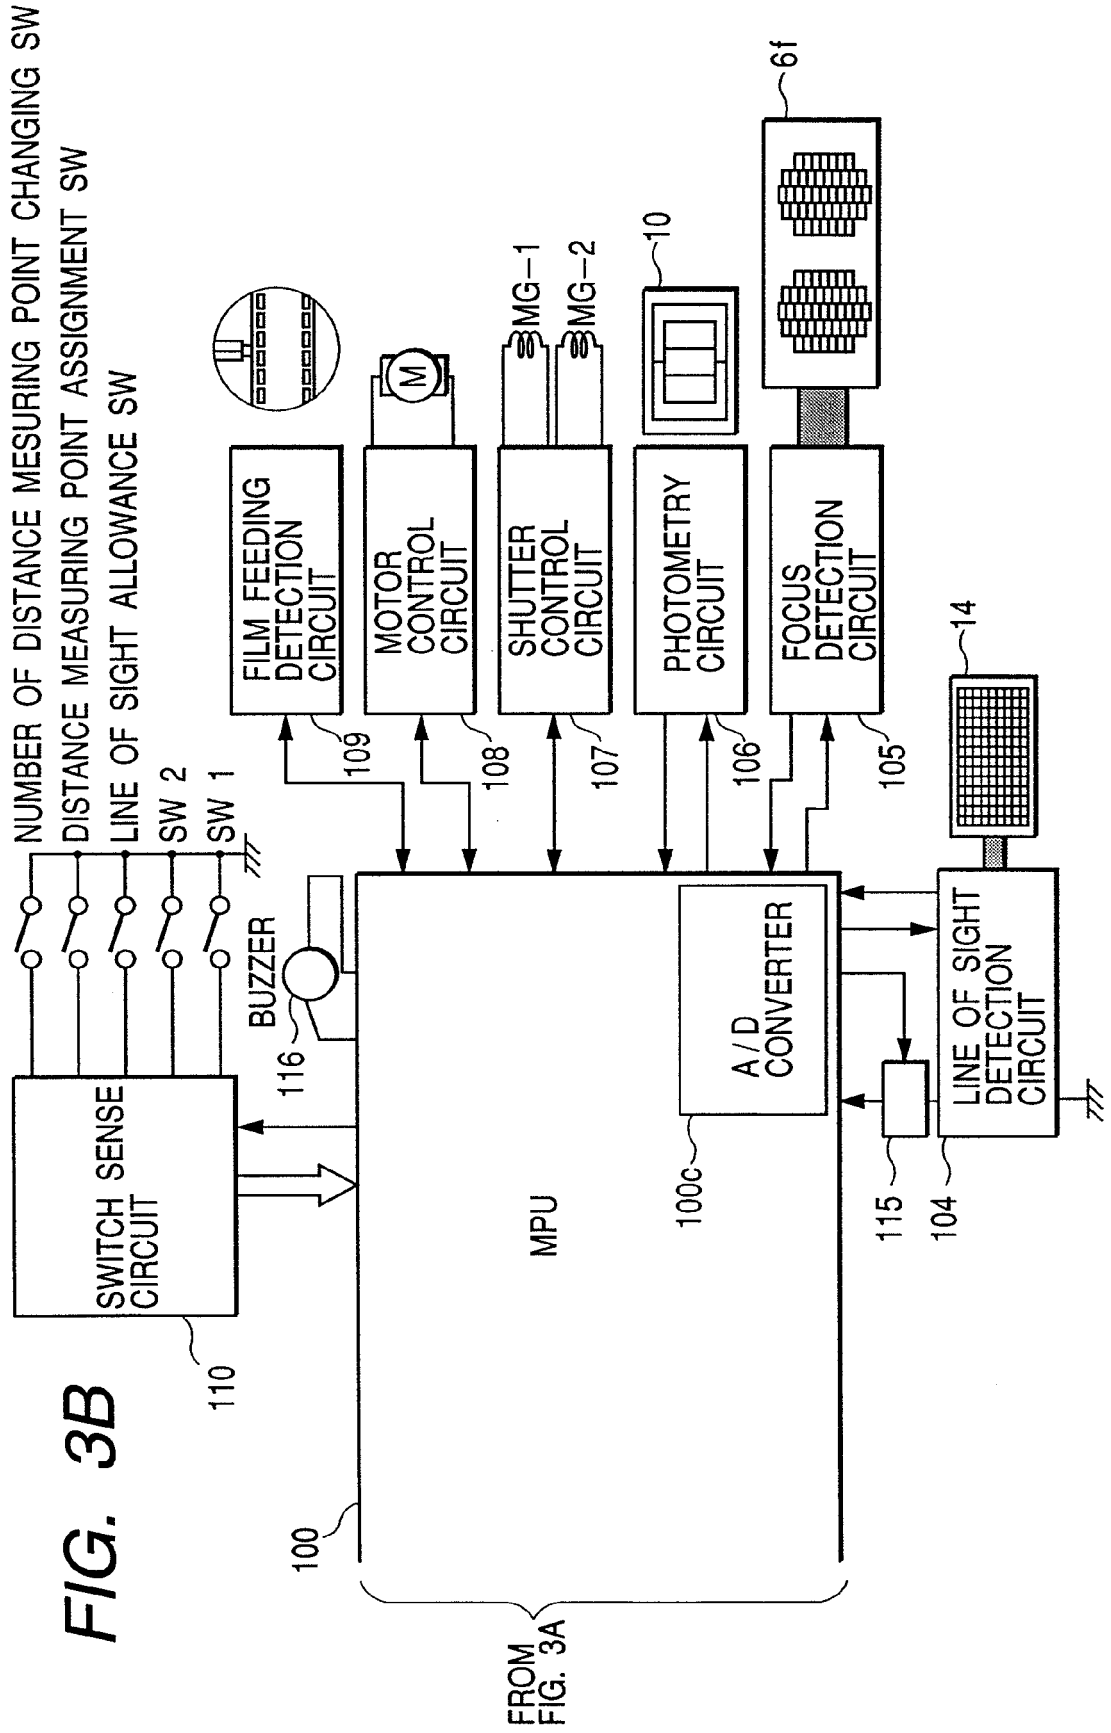 FIG. 3B
NUMBER OF DISTANCE MESURING POINT CHANGING SW
DISTANCE MEASURING POINT ASSIGNMENT SW
LINE OF SIGHT ALLOWANCE SW
SW 2
SW 1
SWITCH SENSE
CIRCUIT
110
BUZZER
116
FILM FEEDING
DETECTION
CIRCUIT
109
MOTOR
CONTROL
CIRCUIT
108
M
SHUTTER
CONTROL
CIRCUIT
107
MG-1
MG-2
PHOTOMETRY
CIRCUIT
106
10
FOCUS
DETECTION
CIRCUIT
105
6f
100
FROM
FIG. 3A
MPU
A/D
CONVERTER
100c
115
104
LINE OF SIGHT
DETECTION
CIRCUIT
14